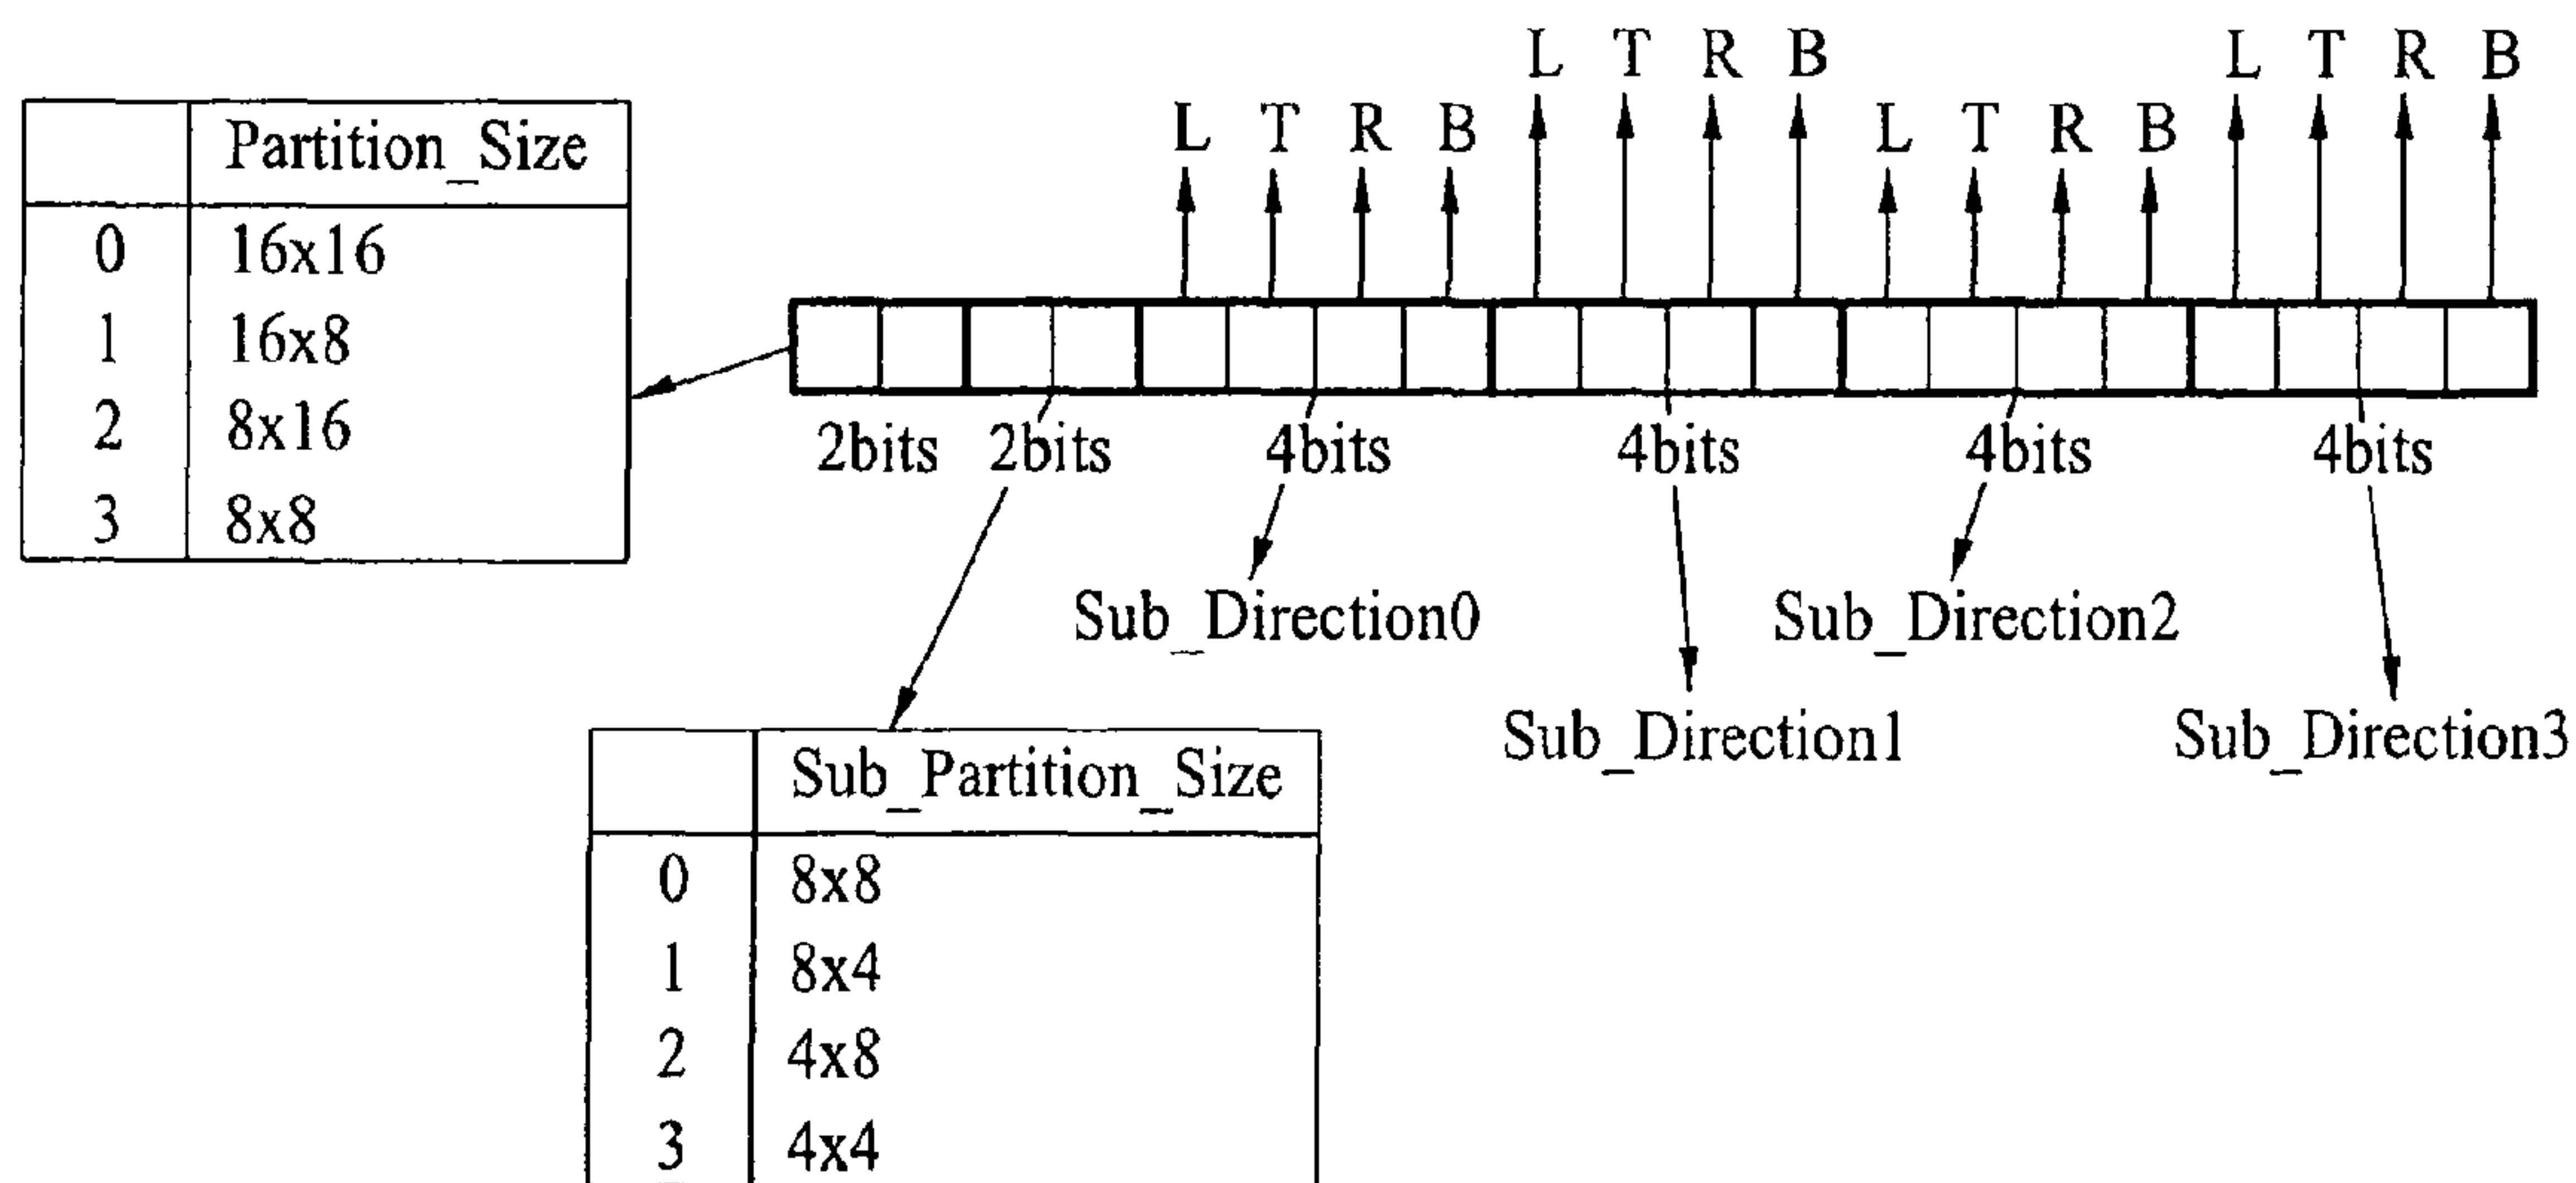 L T R B
L T R B
L T R B
L T R B
Partition_Size
0 16x16
1 16x8
2 8x16
3 8x8
2bits 2bits 4bits 4bits 4bits 4bits
Sub_Direction0
Sub_Direction2
Sub_Direction1
Sub_Direction3
Sub_Partition_Size
0 8x8
1 8x4
2 4x8
3 4x4